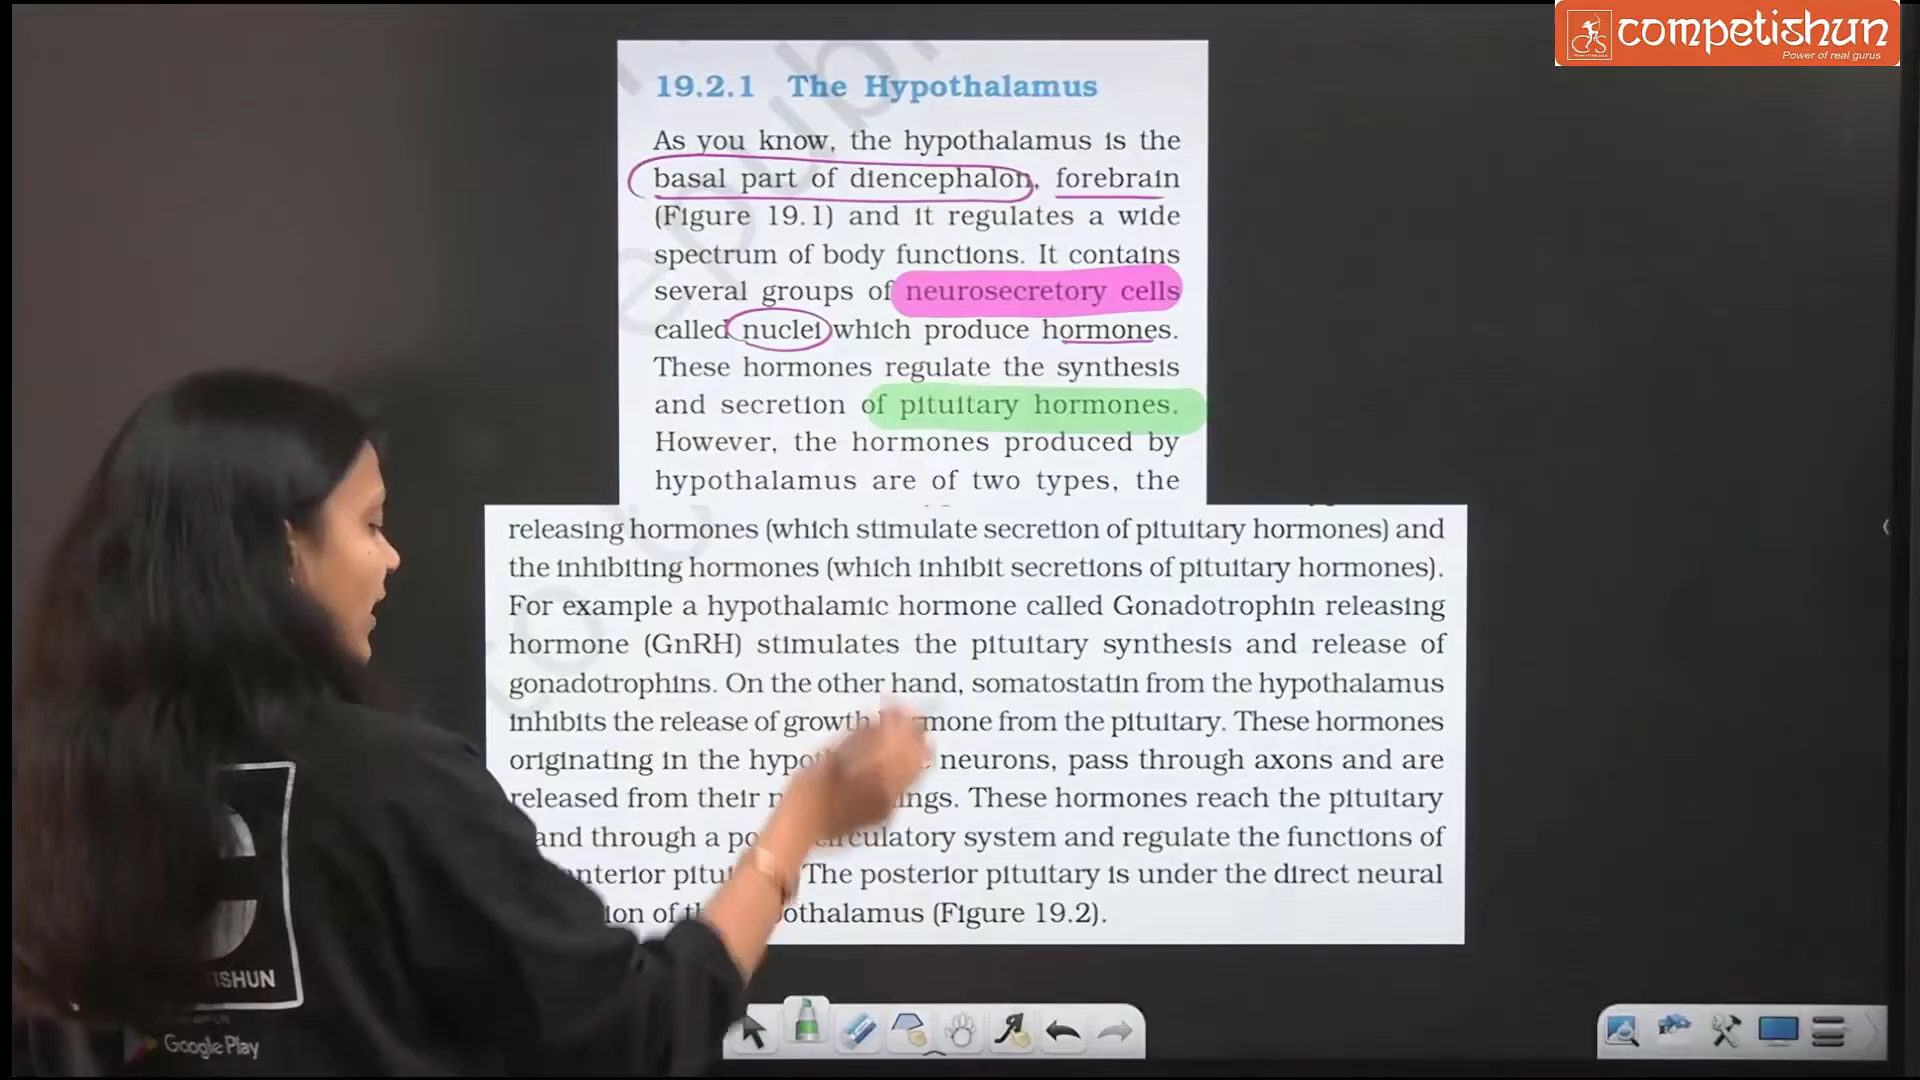 competishun
Power of real gurus
19.2.1 The Hypothalamus
As you know, the hypothalamus is the
basal part of diencephalon, forebrain
(Figure 19.1) and it regulates a wide
spectrum of body functions. It contains
several groups of neurosecretory cells
called nuclei which produce hormones.
These hormones regulate the synthesis
and secretion of pituitary hormones.
However, the hormones produced by
hypothalamus are of two types, the
releasing hormones (which stimulate secretion of pituitary hormones) and
the inhibiting hormones (which inhibit secretions of pituitary hormones).
For example a hypothalamic hormone called Gonadotrophin releasing
hormone (GnRH) stimulates the pituitary synthesis and release of
gonadotrophins. On the other hand, somatostatin from the hypothalamus
inhibits the release of growth mone from the pituitary. These hormones
originating in the hypot neurons, pass through axons and are
released from their ings. These hormones reach the pituitary
and through a po circulatory system and regulate the functions of
nterior pitu The posterior pituitary is under the direct neural
ion of th othalamus (Figure 19.2).
ISHUN
Google Play